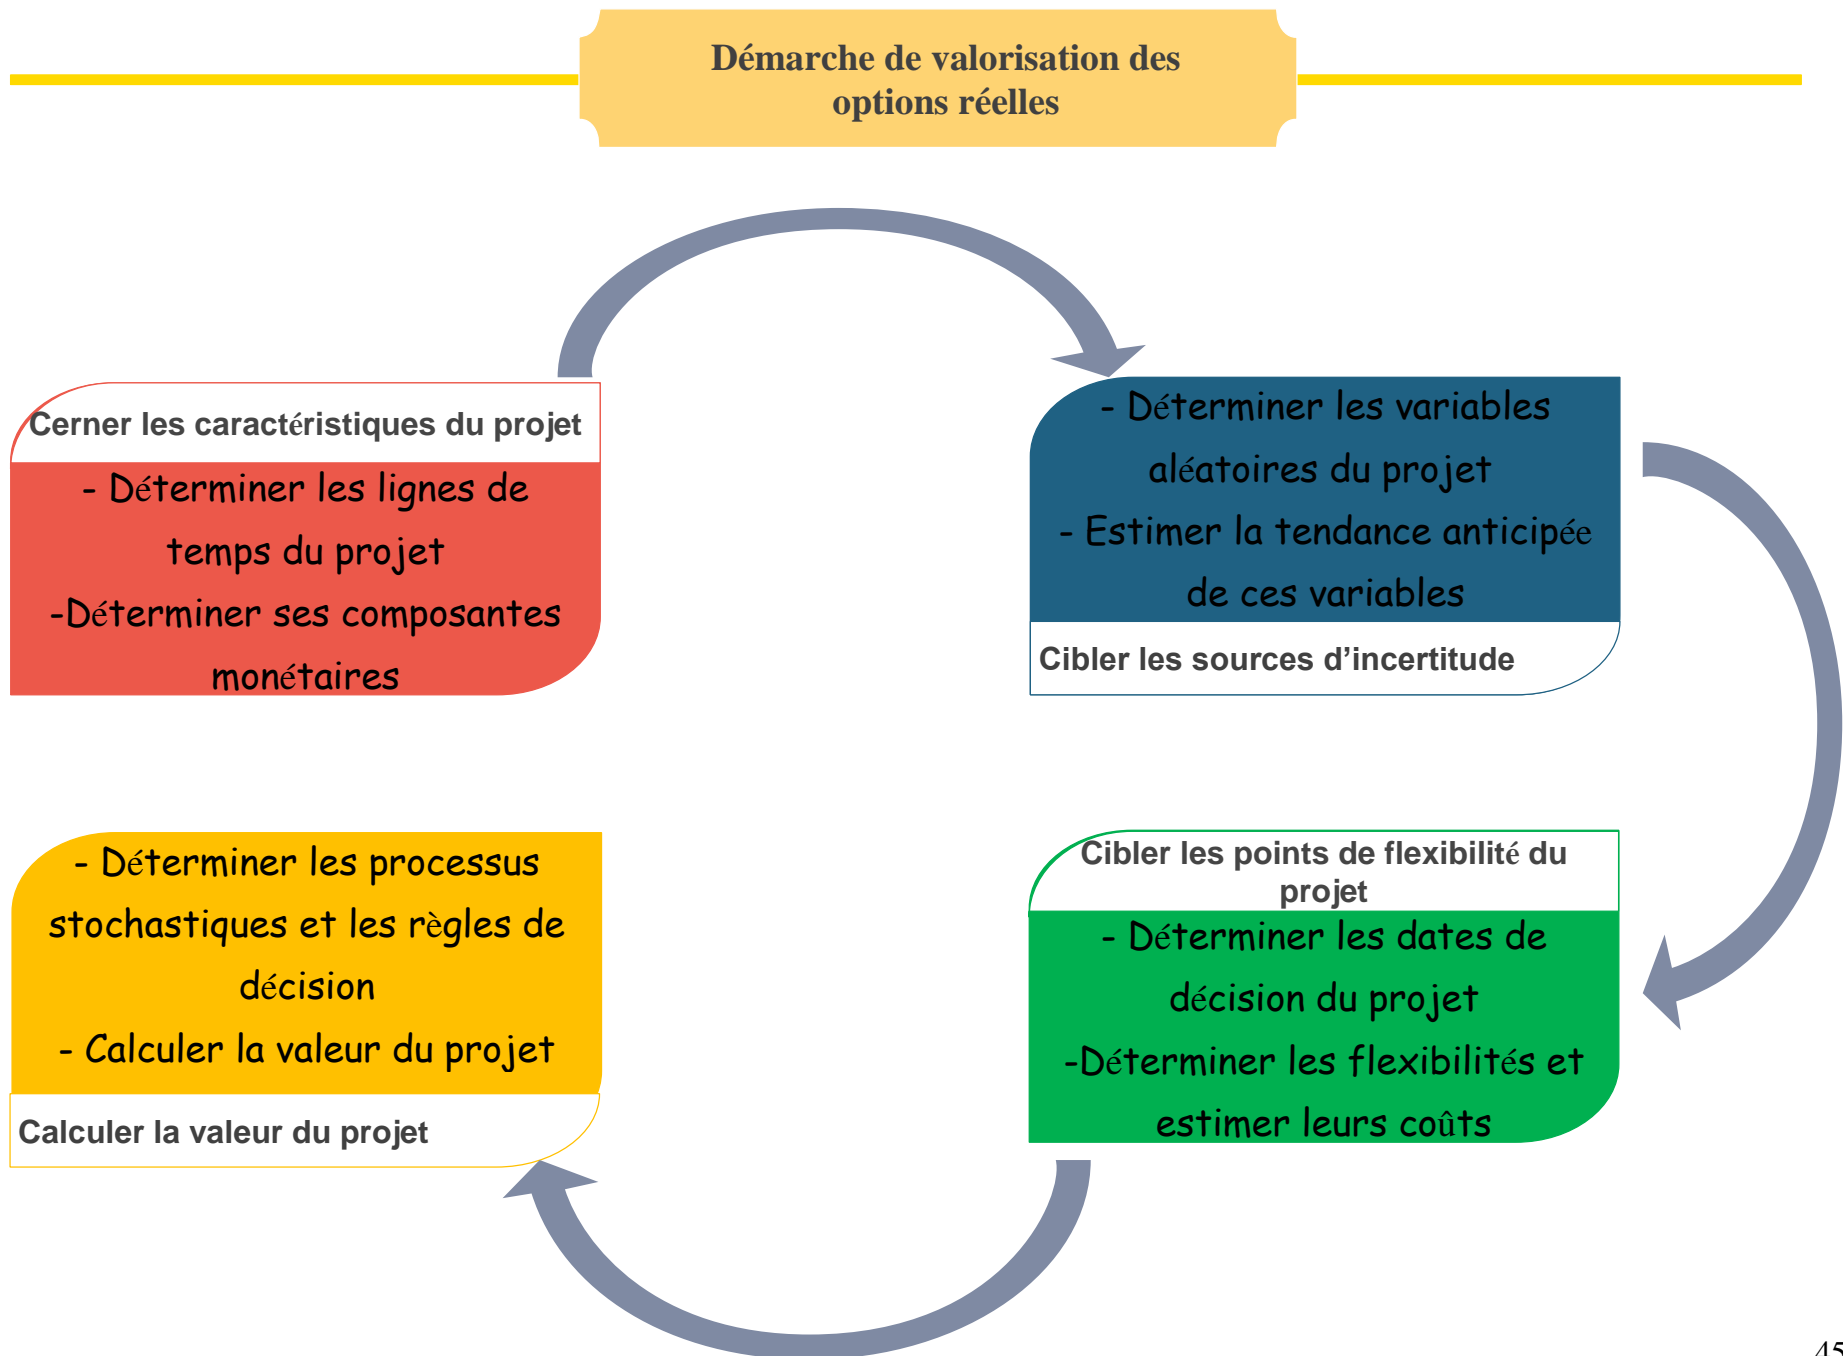 Démarche de valorisation des
options réelles
Cerner les caractéristiques du projet
- Déterminer les lignes de
temps du projet
-Déterminer ses composantes
monétaires
- Déterminer les variables
aléatoires du projet
- Estimer la tendance anticipée
de ces variables
Cibler les sources d’incertitude
Cibler les points de flexibilité du
projet
- Déterminer les dates de
décision du projet
-Déterminer les flexibilités et
estimer leurs coûts
- Déterminer les processus
stochastiques et les règles de
décision
- Calculer la valeur du projet
Calculer la valeur du projet
45